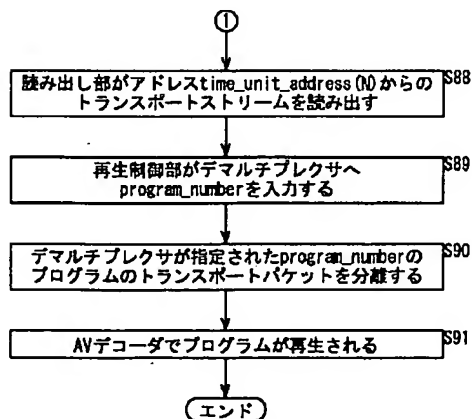 ①
読み出し部がアドレスtime_unit_address(N)からの
トランスポートストリームを読み出す
S88
再生制御部がデマルチプレクサへ
program_numberを入力する
S89
デマルチプレクサが指定されたprogram_numberの
プログラムのトランスポートパケットを分離する
S90
AVデコーダでプログラムが再生される
S91
エンド